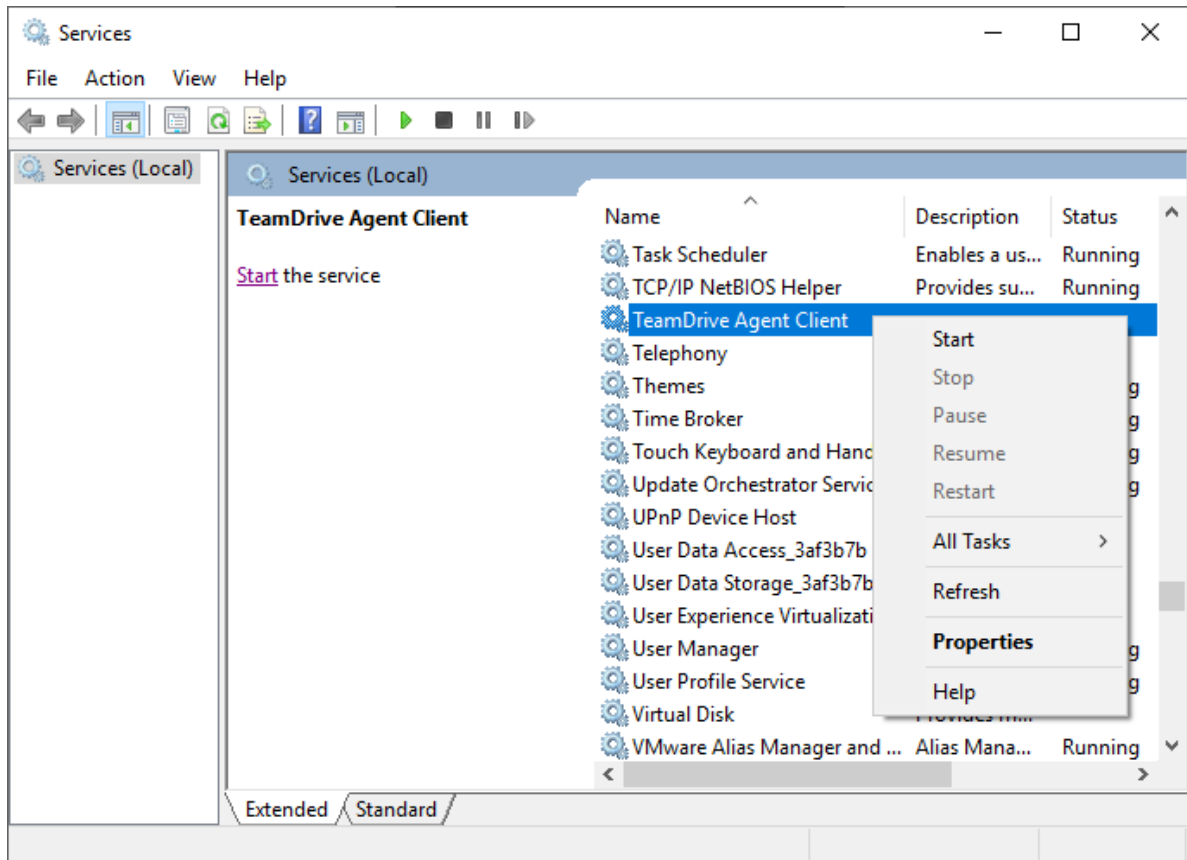 Services
File Action View Help
?
Services (Local)
Services (Local)
TeamDrive Agent Client
Start the service
Name Description Status
Task Scheduler Enables a us... Running
TCP/IP NetBIOS Helper Provides su... Running
TeamDrive Agent Client
Telephony
Themes g
Time Broker g
Touch Keyboard and Hand g
Update Orchestrator Servic g
UPnP Device Host
User Data Access_3af3b7b
User Data Storage_3af3b7b
User Experience Virtualizati
User Manager g
User Profile Service g
Virtual Disk
VMware Alias Manager and ... Alias Mana... Running
Start
Stop
Pause
Resume
Restart
All Tasks
Refresh
Properties
Help
Extended Standard